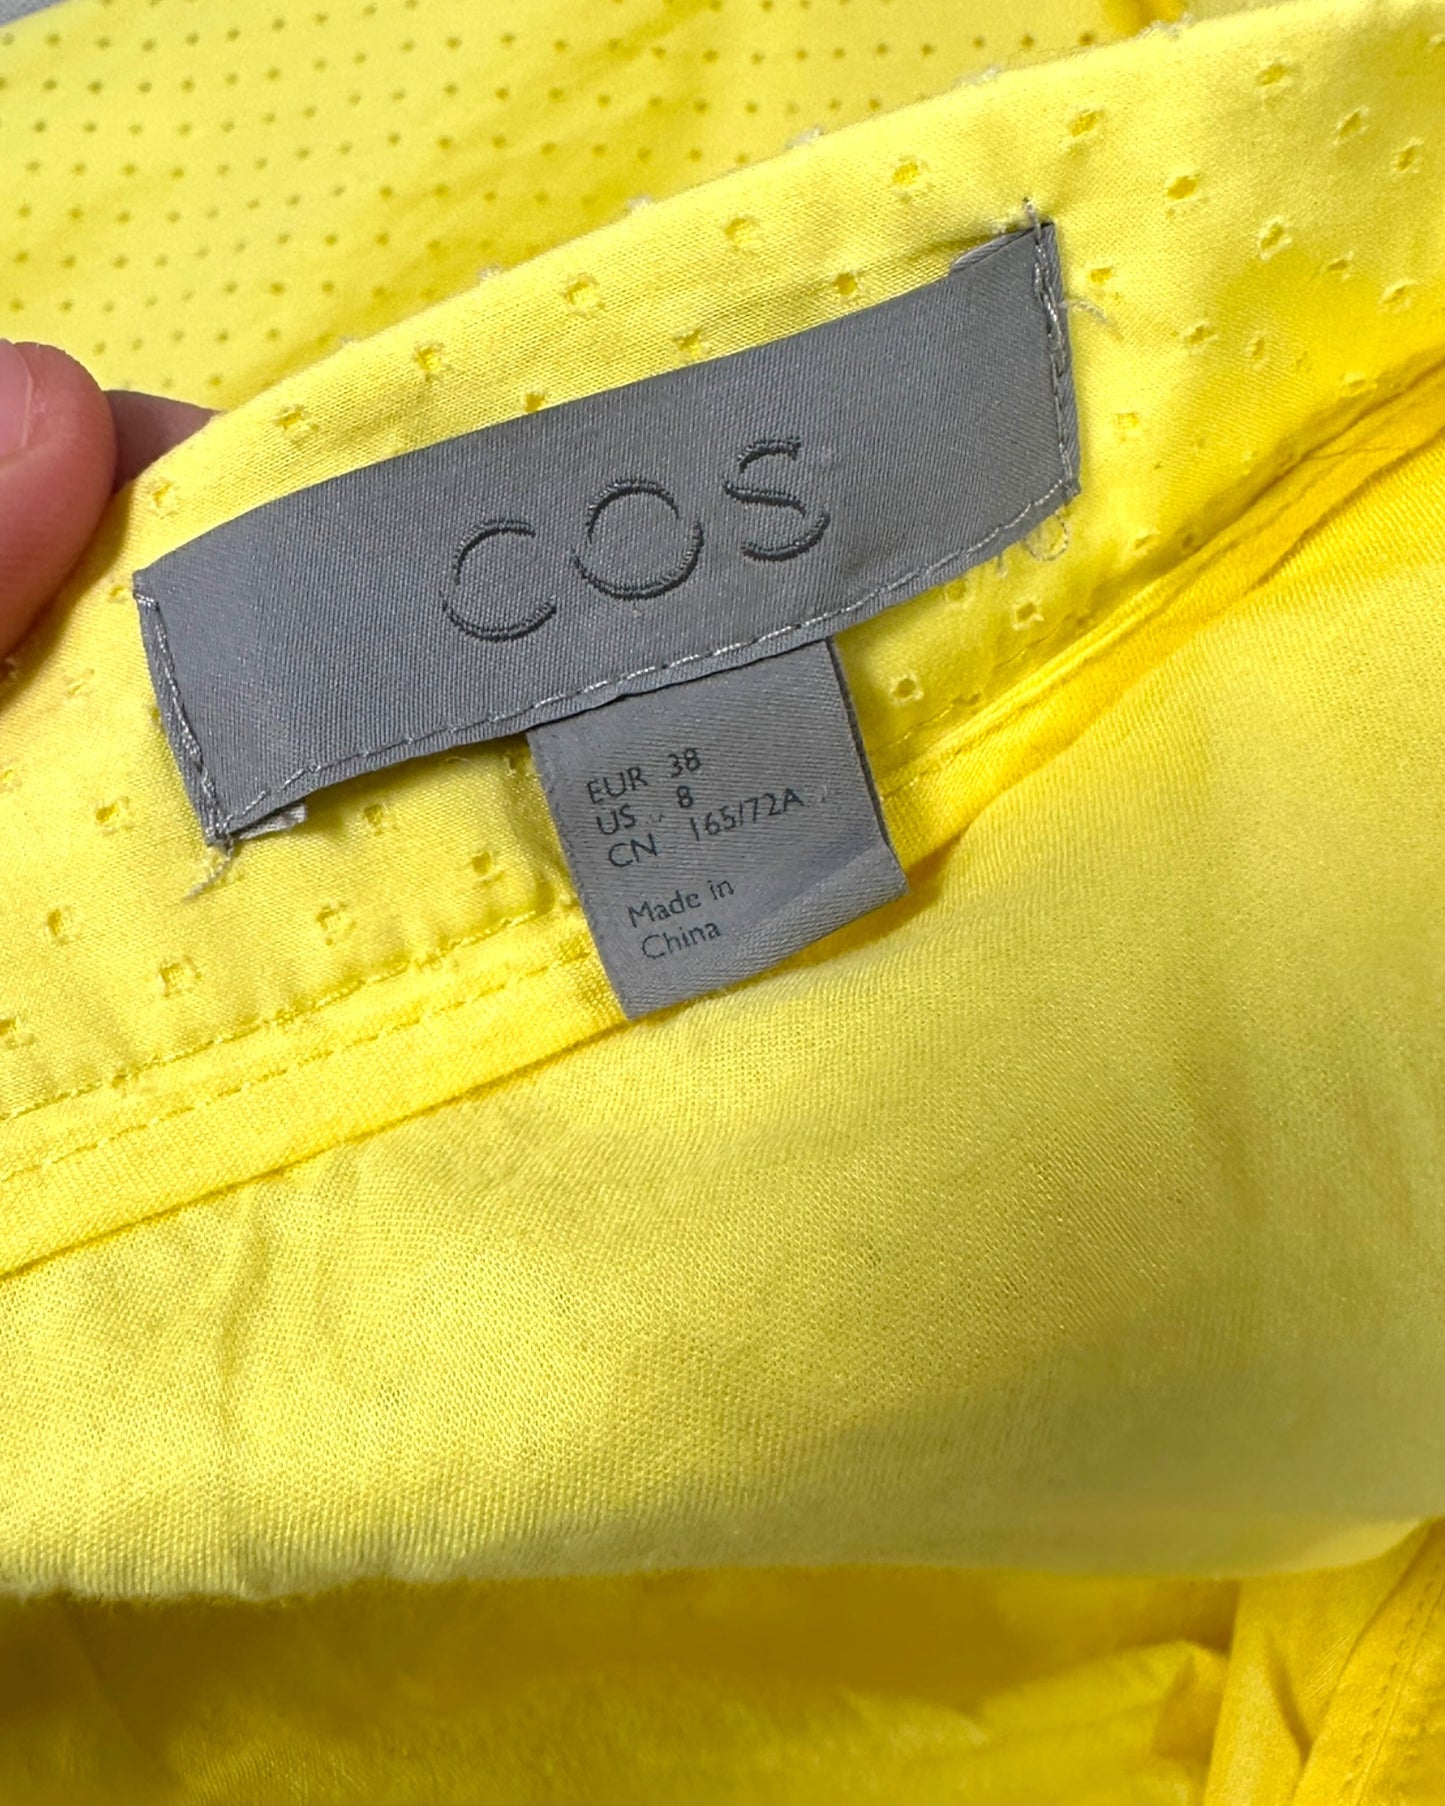 COS
EUR 38
US 8
CN 165/72A
Made in
China